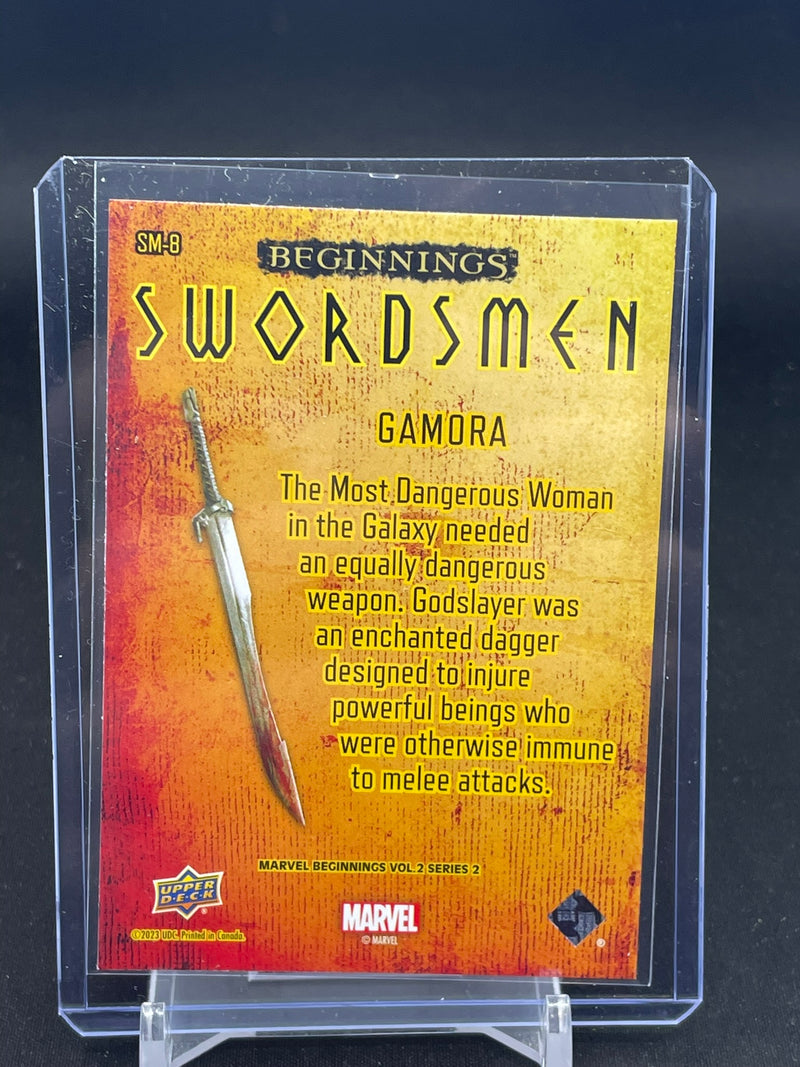 SM-8
BEGINNINGS™
SWORDSMEN
GAMORA
The Most Dangerous Woman
in the Galaxy needed
an equally dangerous
weapon. Godslayer was
an enchanted dagger
designed to injure
powerful beings who
were otherwise immune
to melee attacks.
MARVEL BEGINNINGS VOL.2 SERIES 2
UPPER
D·E·C·K
®
©2023 UDC. Printed in Canada.
MARVEL
© MARVEL
®